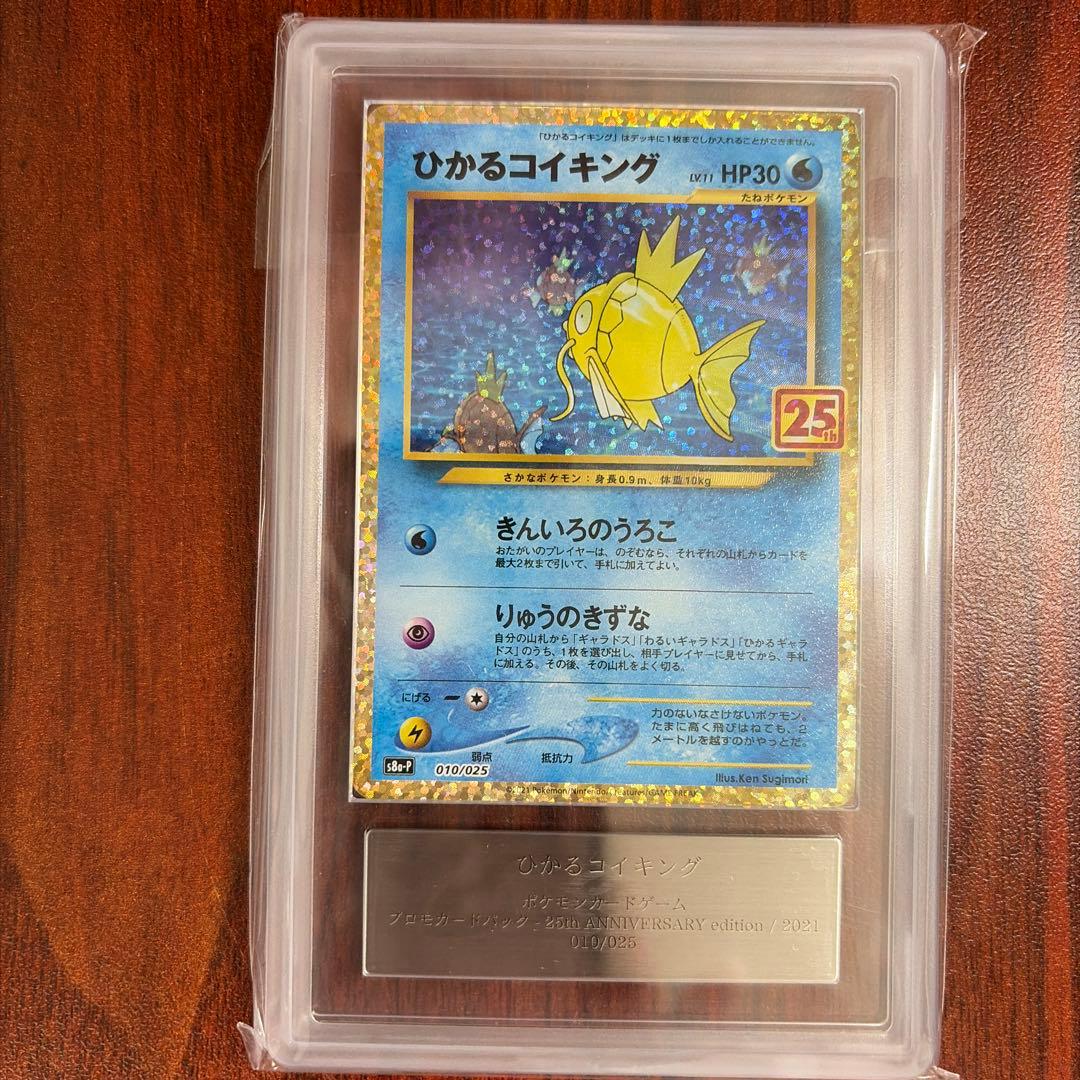 「ひかるコイキング」はデッキに1枚までしか入れることができません。
ひかるコイキング LV.11 HP30
たねポケモン
25th
さかなポケモン：身長0.9m、体重10kg
きんいろのうろこ
おたがいのプレイヤーは、のぞむなら、それぞれの山札からカードを
最大2枚まで引いて、手札に加えてよい。
りゅうのきずな
自分の山札から「ギャラドス」「わるいギャラドス」「ひかるギャラ
ドス」のうち、1枚を選び出し、相手プレイヤーに見せてから、手札
に加える。その後、その山札をよく切る。
にげる
力のないなさけないポケモン。
たまに高く飛びはねても、2
メートルを越すのがやっとだ。
弱点 抵抗力
s8a-P 010/025
Illus.Ken Sugimori
©2021 Pokémon/Nintendo/Creatures/GAME FREAK
ひかるコイキング
ポケモンカードゲーム
プロモカードパック - 25th ANNIVERSARY edition / 2021
010/025